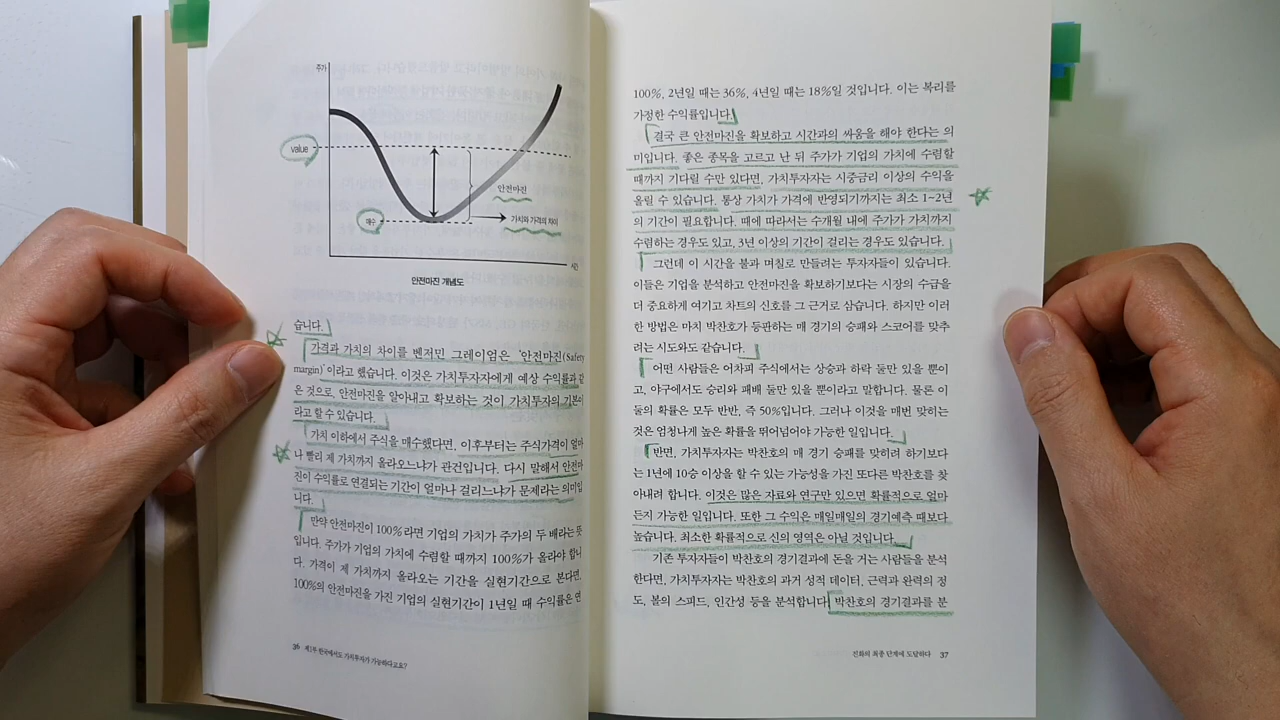 주가
value
안전마진
매수
가치와 가격의 차이
시간
안전마진 개념도
습니다.
가격과 가치의 차이를 벤저민 그레이엄은 '안전마진(Safety
margin)'이라고 했습니다. 이것은 가치투자자에게 예상 수익률과 같
은 것으로, 안전마진을 알아내고 확보하는 것이 가치투자의 기본이
라고 할 수 있습니다.
가치 이하에서 주식을 매수했다면, 이후부터는 주식가격이 얼마
나 빨리 제 가치까지 올라오느냐가 관건입니다. 다시 말해서 안전마
진이 수익률로 연결되는 기간이 얼마나 걸리느냐가 문제라는 의미입
니다.
만약 안전마진이 100%라면 기업의 가치가 주가의 두 배라는 뜻
입니다. 주가가 기업의 가치에 수렴할 때까지 100%가 올라야 합니
다. 가격이 제 가치까지 올라오는 기간을 실현기간으로 본다면,
100%의 안전마진을 가진 기업의 실현기간이 1년일 때 수익률은 연
36 제1부 한국에서도 가치투자가 가능하다고요?
100%, 2년일 때는 36%, 4년일 때는 18%일 것입니다. 이는 복리를
가정한 수익률입니다.
결국 큰 안전마진을 확보하고 시간과의 싸움을 해야 한다는 의
미입니다. 좋은 종목을 고르고 난 뒤 주가가 기업의 가치에 수렴할
때까지 기다릴 수만 있다면, 가치투자자는 시중금리 이상의 수익을
올릴 수 있습니다. 통상 가치가 가격에 반영되기까지는 최소 1~2년
의 기간이 필요합니다. 때에 따라서는 수개월 내에 주가가 가치까지
수렴하는 경우도 있고, 3년 이상의 기간이 걸리는 경우도 있습니다.
그런데 이 시간을 불과 며칠로 만들려는 투자자들이 있습니다.
이들은 기업을 분석하고 안전마진을 확보하기보다는 시장의 수급을
더 중요하게 여기고 차트의 신호를 그 근거로 삼습니다. 하지만 이러
한 방법은 마치 박찬호가 등판하는 매 경기의 승패와 스코어를 맞추
려는 시도와도 같습니다.
어떤 사람들은 어차피 주식에서는 상승과 하락 둘만 있을 뿐이
고, 야구에서도 승리와 패배 둘만 있을 뿐이라고 말합니다. 물론 이
둘의 확률은 모두 반반, 즉 50%입니다. 그러나 이것을 매번 맞히는
것은 엄청나게 높은 확률을 뛰어넘어야 가능한 일입니다.
반면, 가치투자자는 박찬호의 매 경기 승패를 맞히려 하기보다
는 1년에 10승 이상을 할 수 있는 가능성을 가진 또다른 박찬호를 찾
아내려 합니다. 이것은 많은 자료와 연구만 있으면 확률적으로 얼마
든지 가능한 일입니다. 또한 그 수익은 매일매일의 경기예측 때보다
높습니다. 최소한 확률적으로 신의 영역은 아닐 것입니다.
기존 투자자들이 박찬호의 경기결과에 돈을 거는 사람들을 분석
한다면, 가치투자자는 박찬호의 과거 성적 데이터, 근력과 완력의 정
도, 볼의 스피드, 인간성 등을 분석합니다. 박찬호의 경기결과를 분
진화의 최종 단계에 도달하다 37